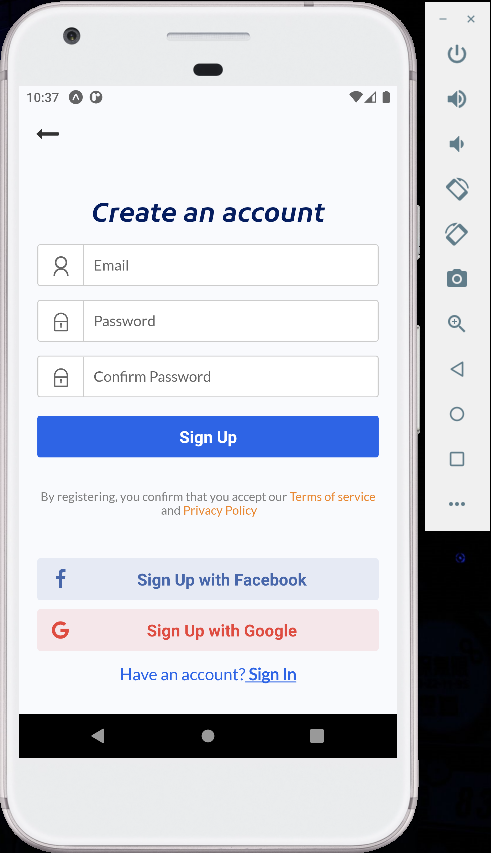 10:37
Create an account
Email
Password
Confirm Password
Sign Up
By registering, you confirm that you accept our Terms of service
and Privacy Policy
Sign Up with Facebook
Sign Up with Google
Have an account? Sign In